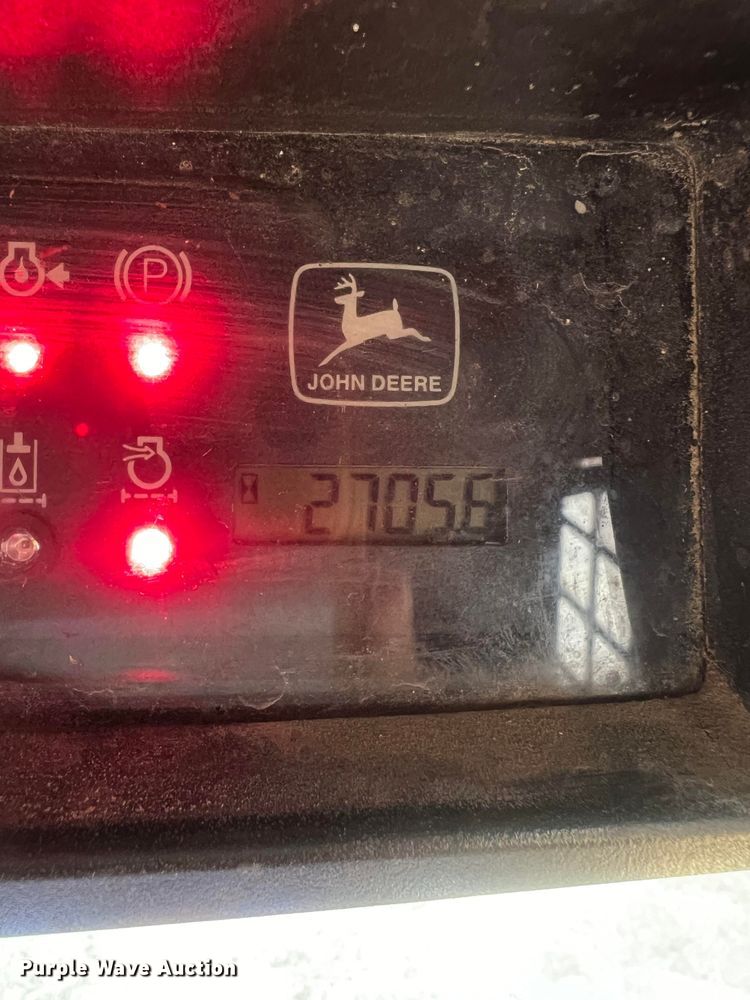 P
JOHN DEERE
2705.6
Purple Wave Auction